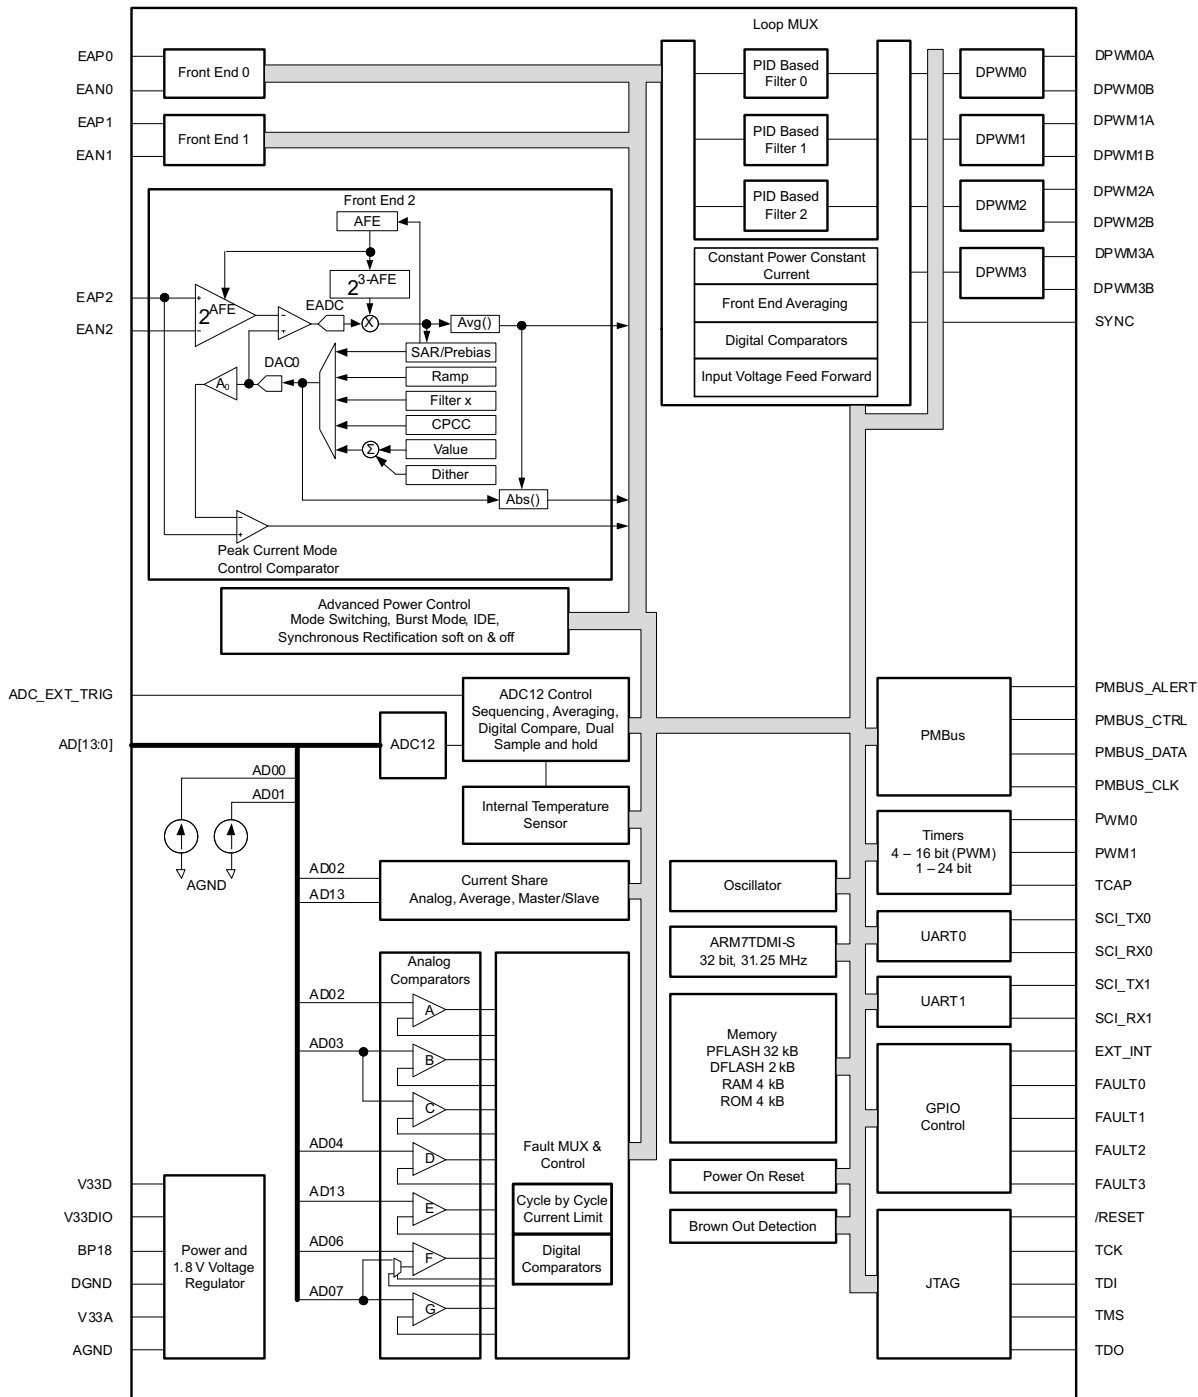 Loop MUX
EAP0
EAN0
EAP1
EAN1
Front End 0
Front End 1
PID Based
Filter 0
PID Based
Filter 1
PID Based
Filter 2
DPWM0
DPWM1
DPWM2
DPWM3
DPWM0A
DPWM0B
DPWM1A
DPWM1B
DPWM2A
DPWM2B
DPWM3A
DPWM3B
SYNC
Constant Power Constant
Current
Front End Averaging
Digital Comparators
Input Voltage Feed Forward
Front End 2
AFE
2 3-AFE
EAP2
EAN2
2 AFE
+
−
−
+
EADC
X
Avg()
DAC0
A0
SAR/Prebias
Ramp
Filter x
CPCC
Value
Dither
Σ
Abs()
−
+
Peak Current Mode
Control Comparator
Advanced Power Control
Mode Switching, Burst Mode, IDE,
Synchronous Rectification soft on & off
ADC_EXT_TRIG
AD[13:0]
ADC12
ADC12 Control
Sequencing, Averaging,
Digital Compare, Dual
Sample and hold
AD00
AD01
AGND
Internal Temperature
Sensor
AD02
AD13
Current Share
Analog, Average, Master/Slave
Analog
Comparators
AD02
AD03
AD04
AD13
AD06
AD07
A
B
C
D
E
F
G
Fault MUX &
Control
Cycle by Cycle
Current Limit
Digital
Comparators
V33D
V33DIO
BP18
DGND
V33A
AGND
Power and
1.8 V Voltage
Regulator
Oscillator
ARM7TDMI-S
32 bit, 31.25 MHz
Memory
PFLASH 32 kB
DFLASH 2 kB
RAM 4 kB
ROM 4 kB
Power On Reset
Brown Out Detection
PMBus
Timers
4 – 16 bit (PWM)
1 – 24 bit
UART0
UART1
GPIO
Control
JTAG
PMBUS_ALERT
PMBUS_CTRL
PMBUS_DATA
PMBUS_CLK
PWM0
PWM1
TCAP
SCI_TX0
SCI_RX0
SCI_TX1
SCI_RX1
EXT_INT
FAULT0
FAULT1
FAULT2
FAULT3
/RESET
TCK
TDI
TMS
TDO